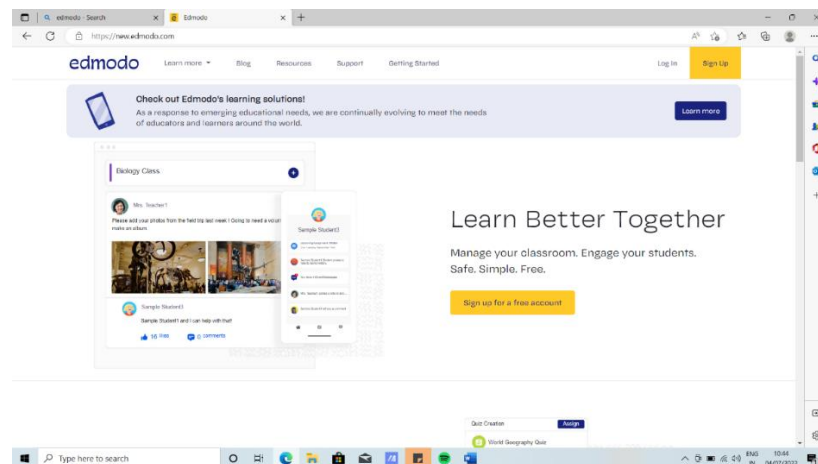 edmodo - Search
Edmodo
https://new.edmodo.com
edmodo
Learn more
Blog
Resources
Support
Getting Started
Log In
Sign Up
Check out Edmodo's learning solutions!
As a response to emerging educational needs, we are continually evolving to meet the needs
of educators and learners around the world.
Learn more
Biology Class
Mrs. Teacher1
Please add your photos from the field trip last week! Going to need a
make an album
Sample Student2
Sample Student1
Sample Student1 and I can help with that!
16 likes
0 comments
Learn Better Together
Manage your classroom. Engage your students.
Safe. Simple. Free.
Sign up for a free account
Quiz Creation
Assign
World Geography Quiz
Type here to search
ENG
IN
10:44